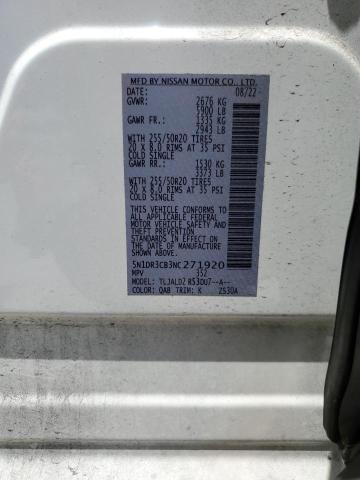 MFD BY NISSAN MOTOR CO., LTD.
DATE: 08/22
GVWR: 2676 KG
5900 LB
GAWR FR.: 1335 KG
2943 LB
WITH 255/50R20 TIRES
20 X 8.0 RIMS AT 35 PSI
COLD SINGLE
GAWR RR.: 1530 KG
3373 LB
WITH 255/50R20 TIRES
20 X 8.0 RIMS AT 35 PSI
COLD SINGLE
THIS VEHICLE CONFORMS TO
ALL APPLICABLE FEDERAL
MOTOR VEHICLE SAFETY, BUMPER,
AND THEFT PREVENTION
STANDARDS IN EFFECT ON THE
DATE OF MANUFACTURE
SHOWN ABOVE.
5N1DR3CB3NC271920
MPV 352
MODEL: TLJALDZ R53DU7--A--
COLOR: QAB TRIM: K ZS30A